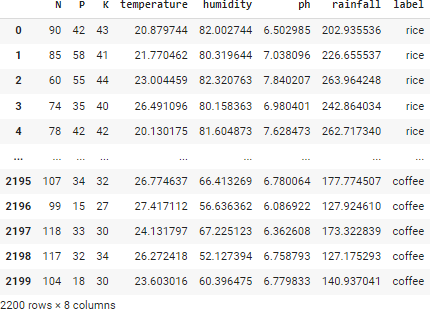 N P K temperature humidity ph rainfall label
0 90 42 43 20.879744 82.002744 6.502985 202.935536 rice
1 85 58 41 21.770462 80.319644 7.038096 226.655537 rice
2 60 55 44 23.004459 82.320763 7.840207 263.964248 rice
3 74 35 40 26.491096 80.158363 6.980401 242.864034 rice
4 78 42 42 20.130175 81.604873 7.628473 262.717340 rice
... ... ... ... ... ... ... ... ...
2195 107 34 32 26.774637 66.413269 6.780064 177.774507 coffee
2196 99 15 27 27.417112 56.636362 6.086922 127.924610 coffee
2197 118 33 30 24.131797 67.225123 6.362608 173.322839 coffee
2198 117 32 34 26.272418 52.127394 6.758793 127.175293 coffee
2199 104 18 30 23.603016 60.396475 6.779833 140.937041 coffee
2200 rows × 8 columns